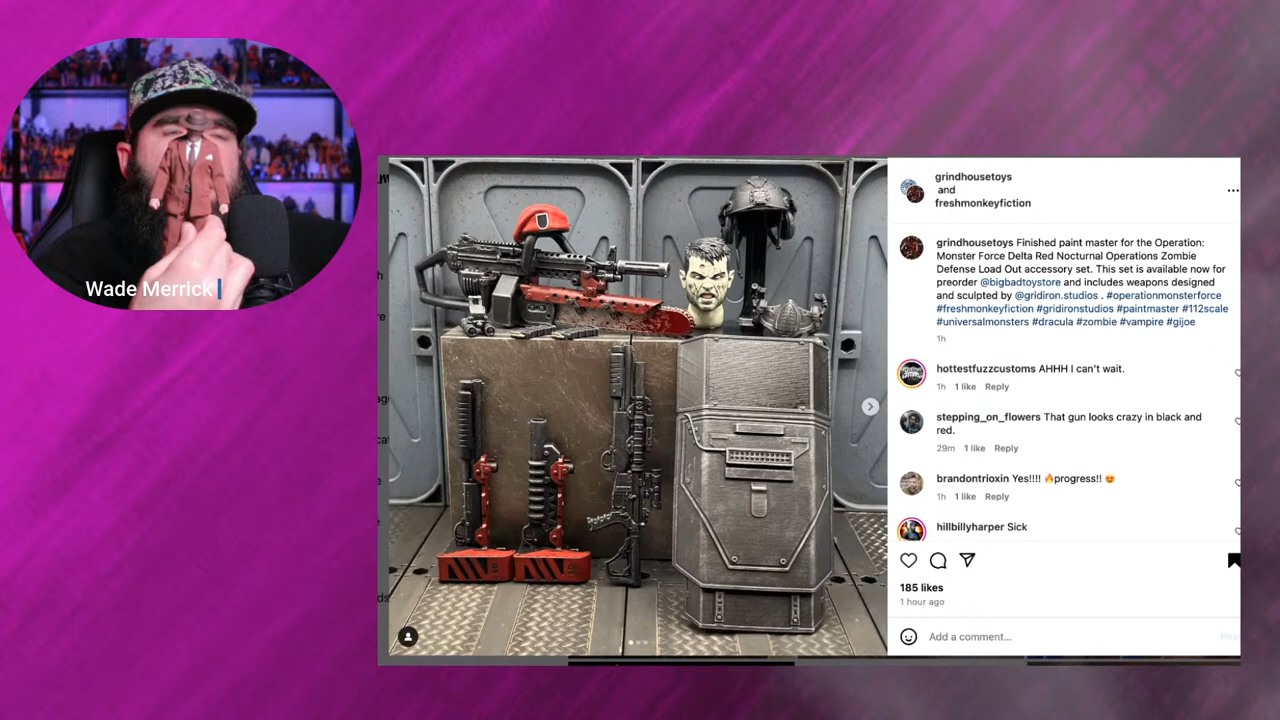 Wade Merrick
grindhousetoys
and
freshmonkeyfiction
grindhousetoys Finished paint master for the Operation:
Monster Force Delta Red Nocturnal Operations Zombie
Defense Load Out accessory set. This set is available now for
preorder @bigbadtoystore and includes weapons designed
and sculpted by @gridiron.studios . #operationmonsterforce
#freshmonkeyfiction #gridironstudios #paintmaster #112scale
#universalmonsters #dracula #zombie #vampire #gijoe
1h
hottestfuzzcustoms AHHH I can't wait.
1h 1 like Reply
stepping_on_flowers That gun looks crazy in black and
red.
29m 1 like Reply
brandontrioxin Yes!!!! 🔥progress!! 😍
1h 1 like Reply
hillbillyharper Sick
185 likes
1 hour ago
Add a comment...